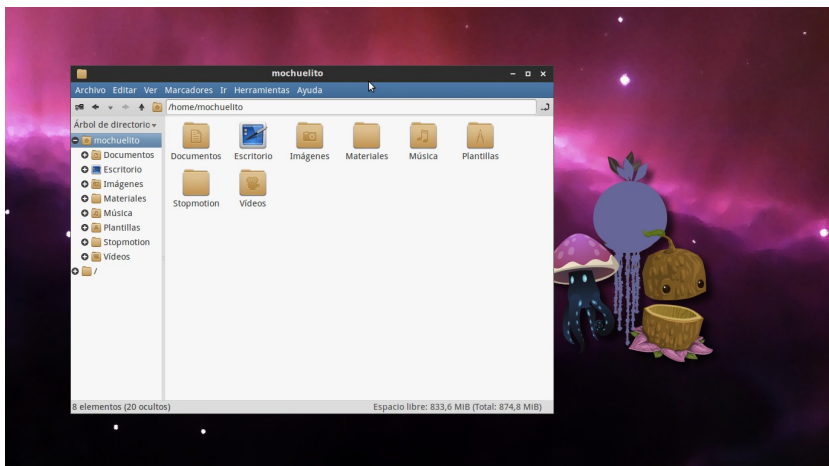 mochuelito
Archivo Editar Ver Marcadores Ir Herramientas Ayuda
/home/mochuelito
Árbol de directorio
mochuelito
Documentos
Escritorio
Imágenes
Materiales
Música
Plantillas
Stopmotion
Vídeos
/
Documentos Escritorio Imágenes Materiales Música Plantillas
Stopmotion Vídeos
8 elementos (20 ocultos) Espacio libre: 833,6 MiB (Total: 874,8 MiB)